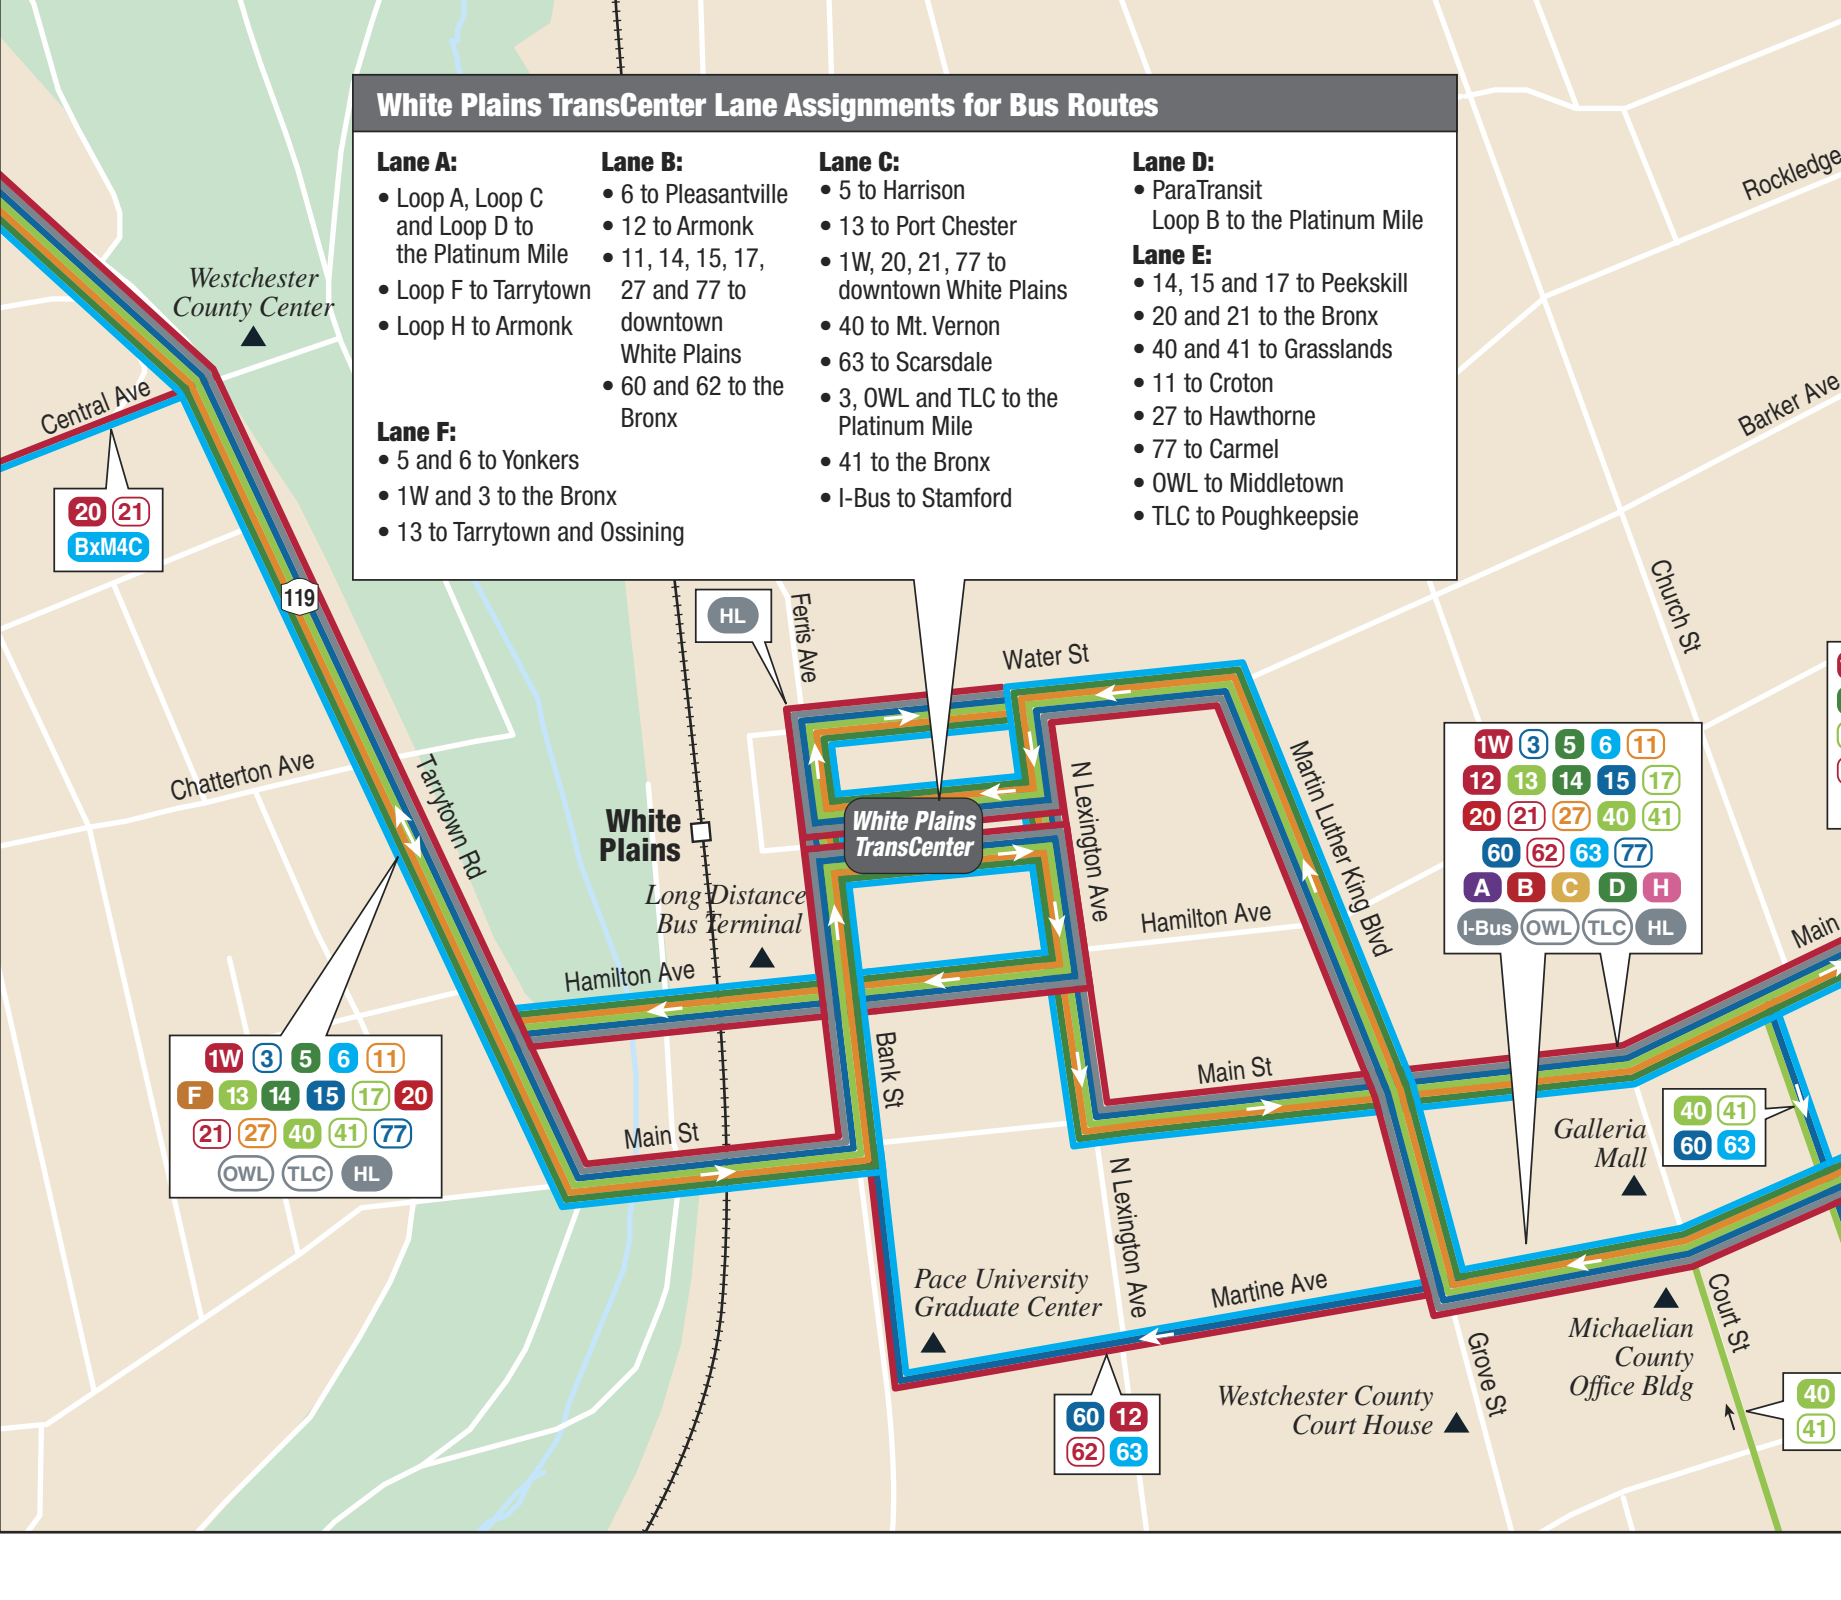 White Plains TransCenter Lane Assignments for Bus Routes
Lane A:
• Loop A, Loop C
and Loop D to
the Platinum Mile
• Loop F to Tarrytown
• Loop H to Armonk
Lane B:
• 6 to Pleasantville
• 12 to Armonk
• 11, 14, 15, 17,
27 and 77 to
downtown
White Plains
• 60 and 62 to the
Bronx
Lane C:
• 5 to Harrison
• 13 to Port Chester
• 1W, 20, 21, 77 to
downtown White Plains
• 40 to Mt. Vernon
• 63 to Scarsdale
• 3, OWL and TLC to the
Platinum Mile
• 41 to the Bronx
• I-Bus to Stamford
Lane D:
• ParaTransit
Loop B to the Platinum Mile
Lane E:
• 14, 15 and 17 to Peekskill
• 20 and 21 to the Bronx
• 40 and 41 to Grasslands
• 11 to Croton
• 27 to Hawthorne
• 77 to Carmel
• OWL to Middletown
• TLC to Poughkeepsie
Lane F:
• 5 and 6 to Yonkers
• 1W and 3 to the Bronx
• 13 to Tarrytown and Ossining
Rockledge
Westchester
County Center
Central Ave
Barker Ave
20 21
BxM4C
119
HL
Ferris Ave
Church St
Water St
Chatterton Ave
Tarrytown Rd
White
Plains
White Plains
TransCenter
N Lexington Ave
Martin Luther King Blvd
1W 3 5 6 11
12 13 14 15 17
20 21 27 40 41
60 62 63 77
A B C D H
I-Bus OWL TLC HL
Long Distance
Bus Terminal
Hamilton Ave
Hamilton Ave
Main
1W 3 5 6 11
F 13 14 15 17 20
21 27 40 41 77
OWL TLC HL
Bank St
Main St
Main St
Galleria
Mall
40 41
60 63
N Lexington Ave
Pace University
Graduate Center
Martine Ave
Court St
Michaelian
County
Office Bldg
Grove St
Westchester County
Court House
60 12
62 63
40
41